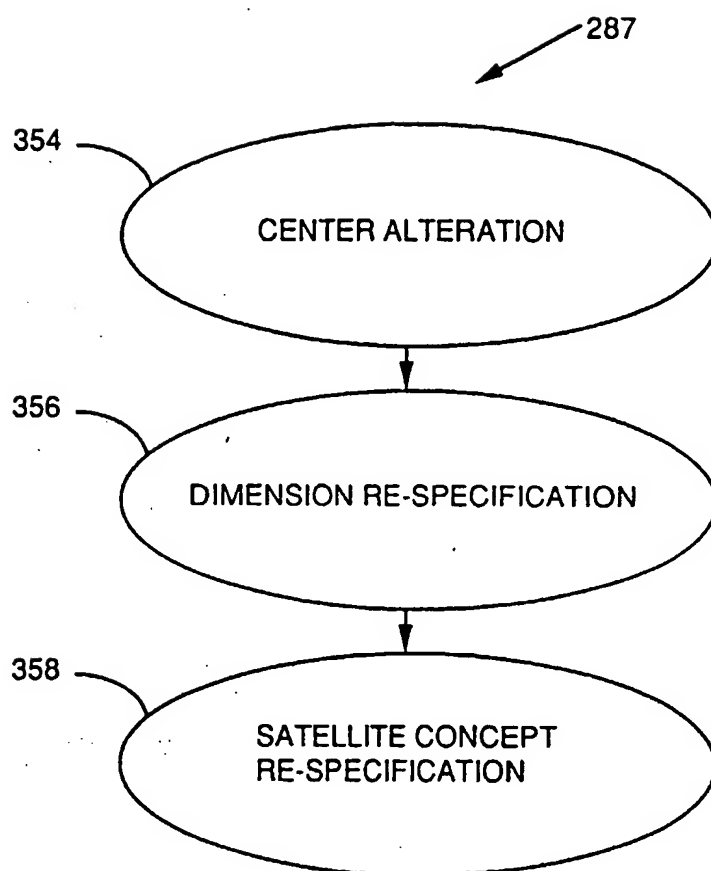 287
354
CENTER ALTERATION
356
DIMENSION RE-SPECIFICATION
358
SATELLITE CONCEPT
RE-SPECIFICATION